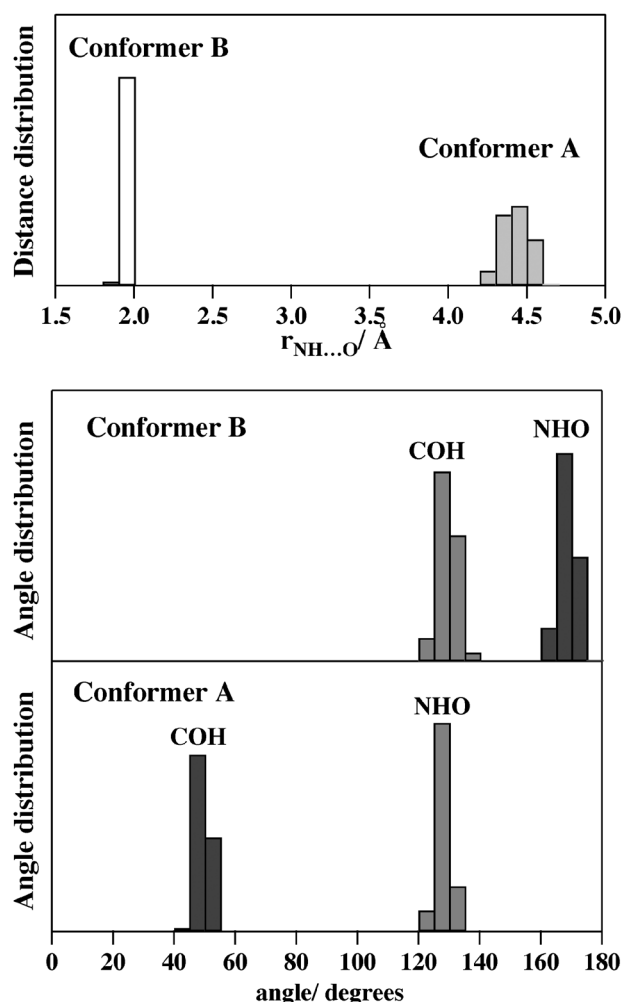 Conformer B
Conformer A
Distance distribution
1.5 2.0 2.5 3.0 3.5 4.0 4.5 5.0
rNH...O/ Å
Conformer B
COH
NHO
Angle distribution
Conformer A
COH
NHO
Angle distribution
0 20 40 60 80 100 120 140 160 180
angle/ degrees